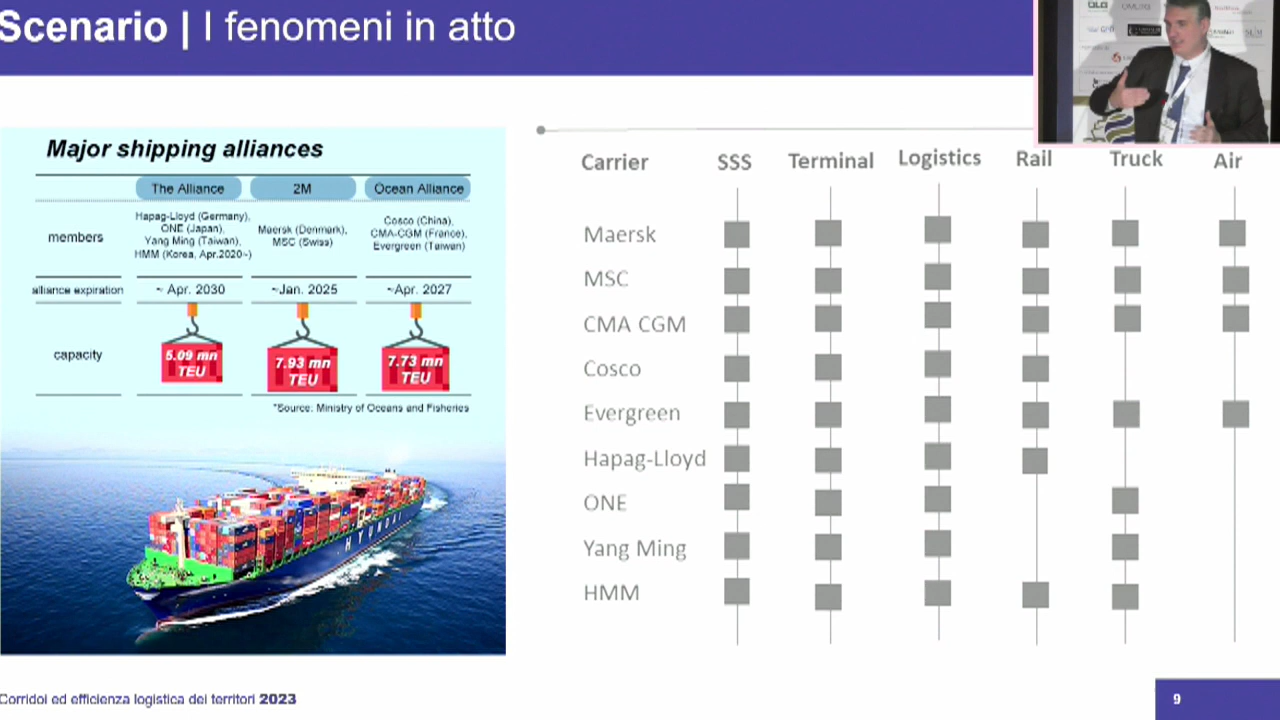 Scenario | I fenomeni in atto
Major shipping alliances
The Alliance 2M Ocean Alliance
members
Hapag-Lloyd (Germany),
ONE (Japan),
Yang Ming (Taiwan),
HMM (Korea, Apr.2020~)
Maersk (Denmark),
MSC (Swiss)
Cosco (China),
CMA-CGM (France),
Evergreen (Taiwan)
alliance expiration ~ Apr. 2030 ~Jan. 2025 ~Apr. 2027
capacity
5.09 mn
TEU
7.93 mn
TEU
7.73 mn
TEU
*Source: Ministry of Oceans and Fisheries
HYUNDAI
Carrier SSS Terminal Logistics Rail Truck Air
Maersk
MSC
CMA CGM
Cosco
Evergreen
Hapag-Lloyd
ONE
Yang Ming
HMM
Corridoi ed efficienza logistica dei territori 2023
9